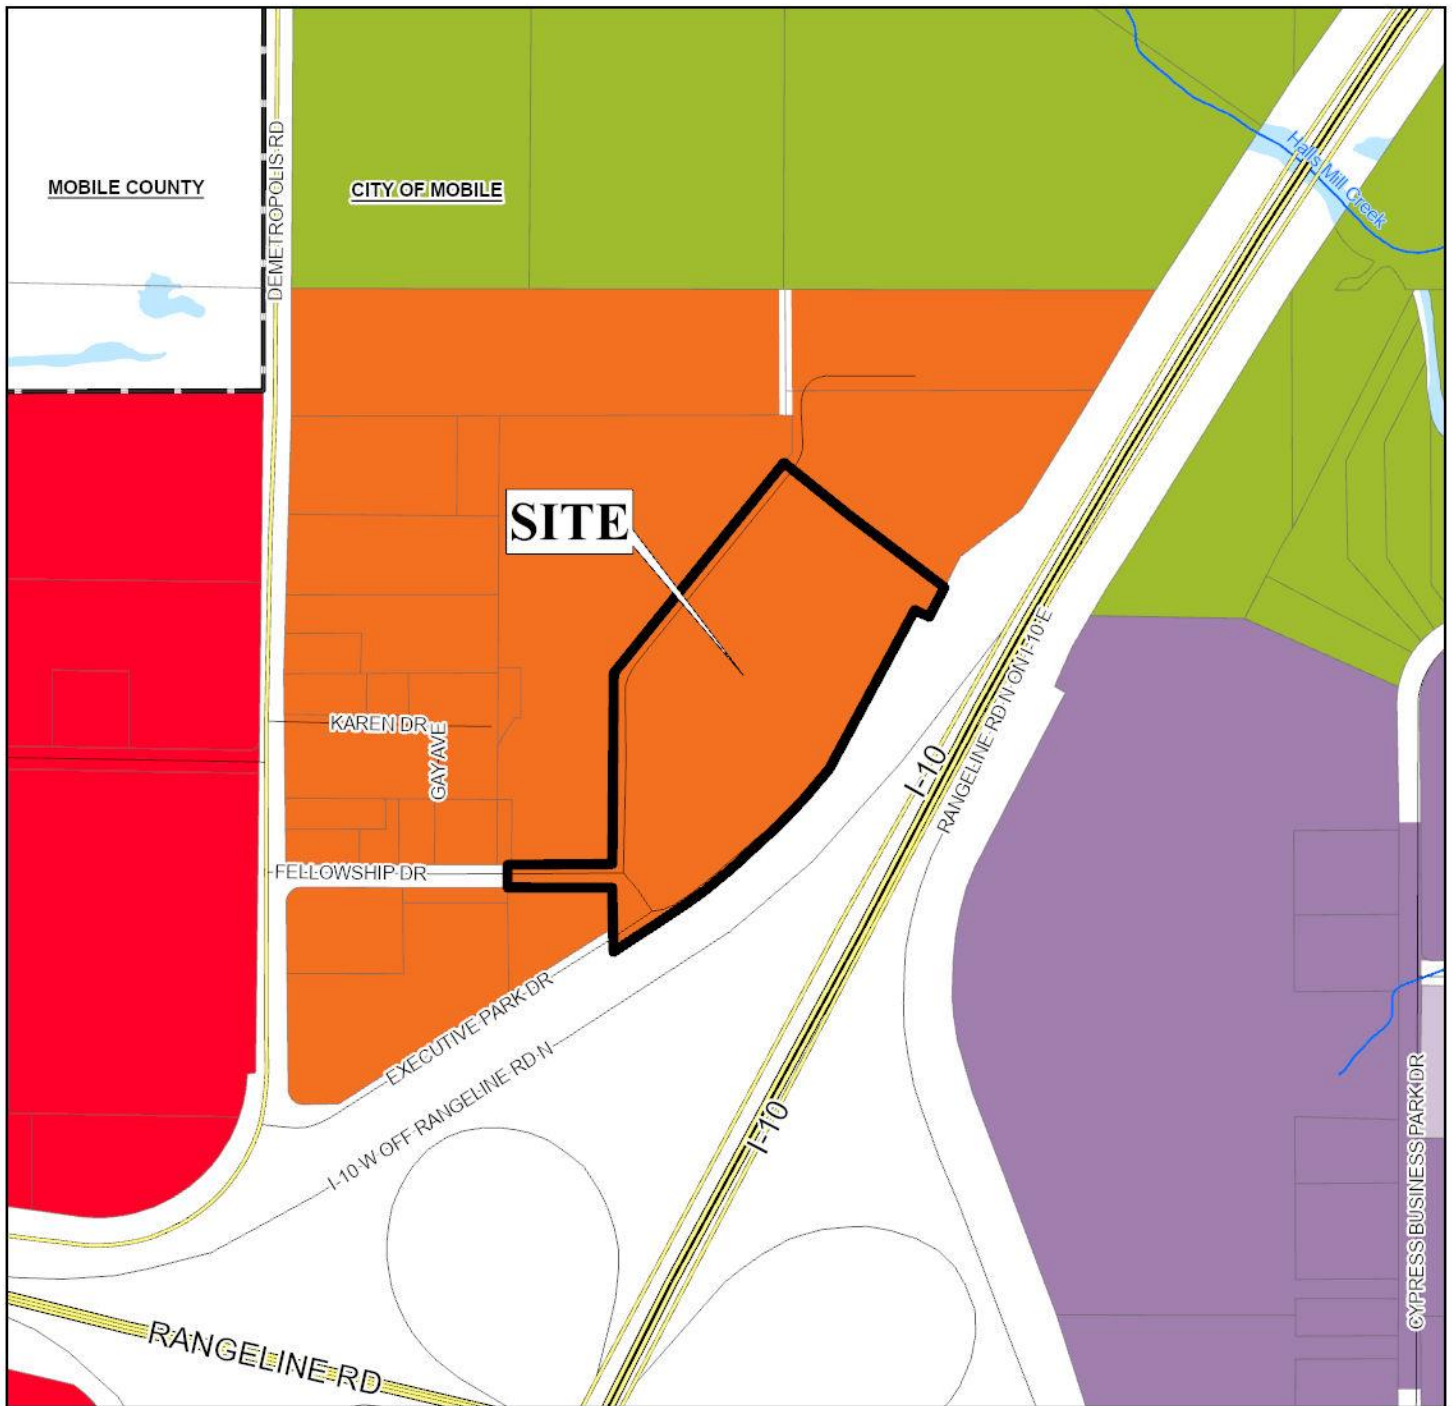 MOBILE COUNTY
CITY OF MOBILE
DEMETROPOLIS RD
Halls Mill Creek
SITE
KAREN DR
GAY AVE
I-10
RANGELINE RD N ON I-10 E
FELLOWSHIP DR
EXECUTIVE PARK DR
I-10 W OFF RANGELINE RD N
I-10
CYPRESS BUSINESS PARK DR
RANGELINE RD